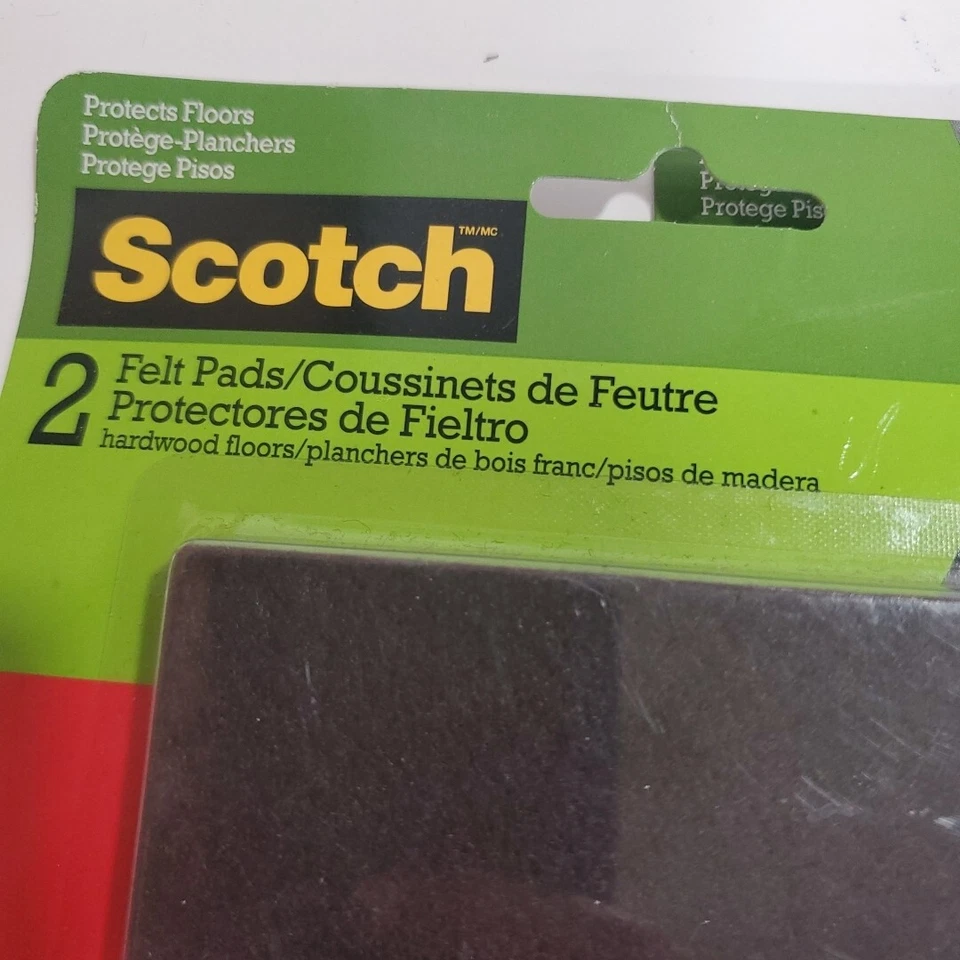 Protects Floors
Protège-Planchers
Protege Pisos
Protege Pis
Scotch TM/MC
2 Felt Pads/Coussinets de Feutre
Protectores de Fieltro
hardwood floors/planchers de bois franc/pisos de madera